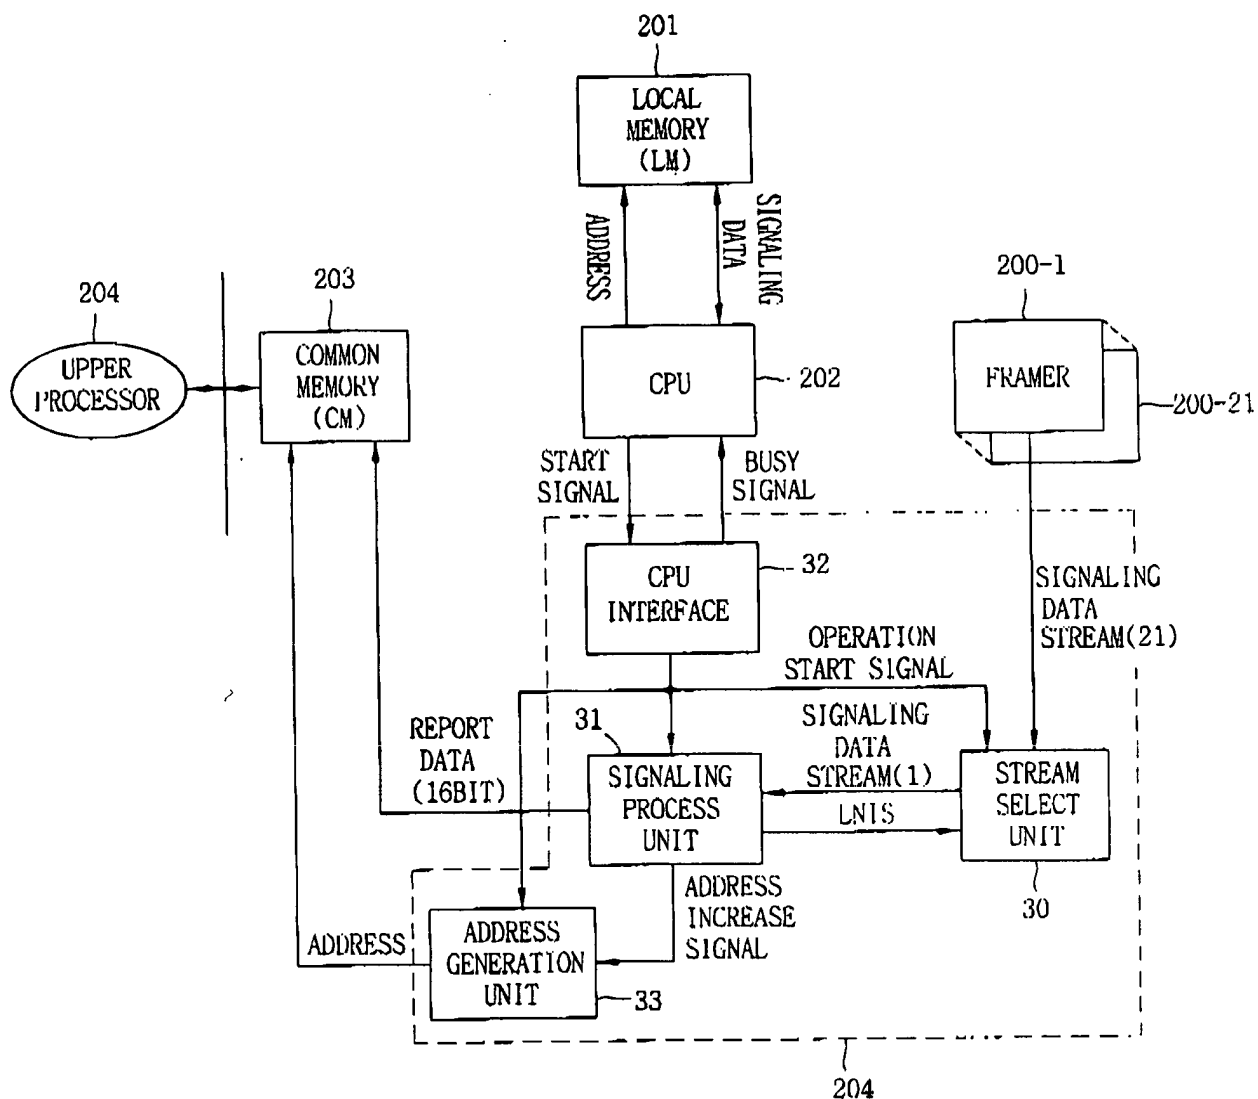 201
LOCAL
MEMORY
(LM)
ADDRESS
SIGNALING
DATA
204
UPPER
PROCESSOR
203
COMMON
MEMORY
(CM)
CPU
202
200-1
FRAMER
200-21
START
SIGNAL
BUSY
SIGNAL
CPU
INTERFACE
32
SIGNALING
DATA
STREAM(21)
OPERATION
START SIGNAL
REPORT
DATA
(16BIT)
31
SIGNALING
PROCESS
UNIT
SIGNALING
DATA
STREAM(1)
LNIS
STREAM
SELECT
UNIT
30
ADDRESS
INCREASE
SIGNAL
ADDRESS
ADDRESS
GENERATION
UNIT
33
204